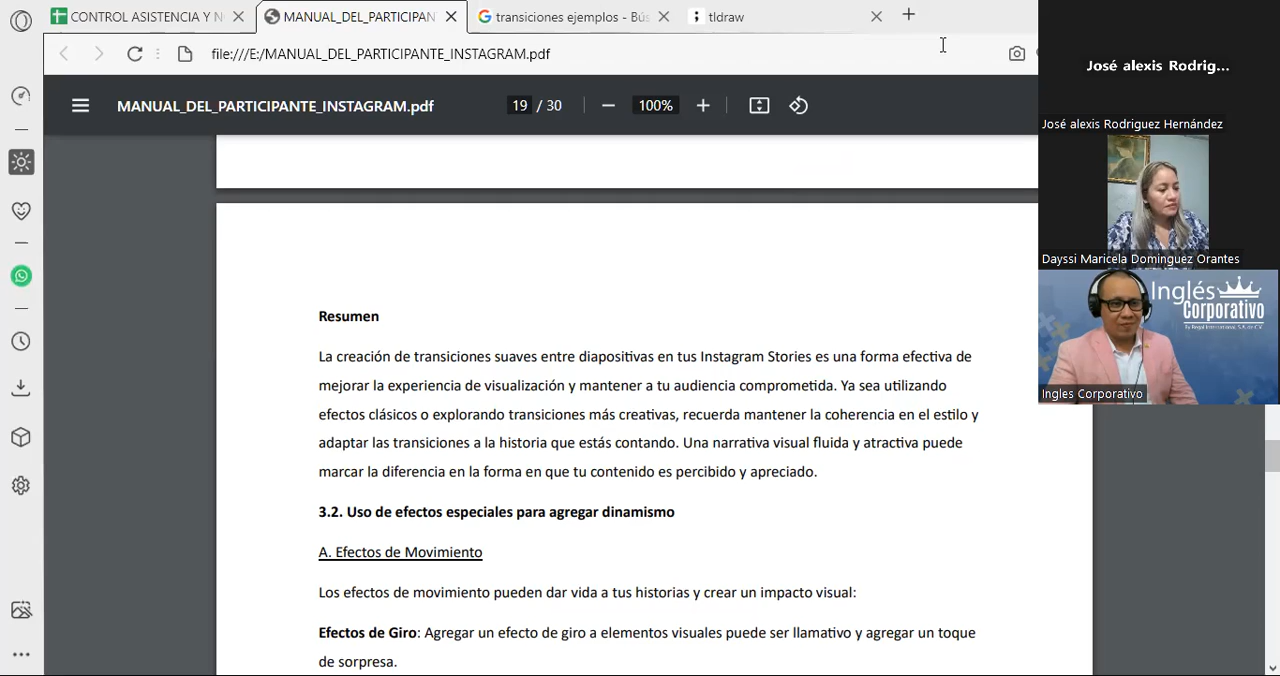 CONTROL ASISTENCIA Y N
MANUAL_DEL_PARTICIPAN
transiciones ejemplos - Bús
tldraw
file:///E:/MANUAL_DEL_PARTICIPANTE_INSTAGRAM.pdf
MANUAL_DEL_PARTICIPANTE_INSTAGRAM.pdf
19 / 30
100%
José alexis Rodrig...
José alexis Rodriguez Hernández
Dayssi Maricela Dominguez Orantes
Inglés
Corporativo
By Regal International S.A. de C.V.
Ingles Corporativo
Resumen
La creación de transiciones suaves entre diapositivas en tus Instagram Stories es una forma efectiva de
mejorar la experiencia de visualización y mantener a tu audiencia comprometida. Ya sea utilizando
efectos clásicos o explorando transiciones más creativas, recuerda mantener la coherencia en el estilo y
adaptar las transiciones a la historia que estás contando. Una narrativa visual fluida y atractiva puede
marcar la diferencia en la forma en que tu contenido es percibido y apreciado.
3.2. Uso de efectos especiales para agregar dinamismo
A. Efectos de Movimiento
Los efectos de movimiento pueden dar vida a tus historias y crear un impacto visual:
Efectos de Giro: Agregar un efecto de giro a elementos visuales puede ser llamativo y agregar un toque
de sorpresa.